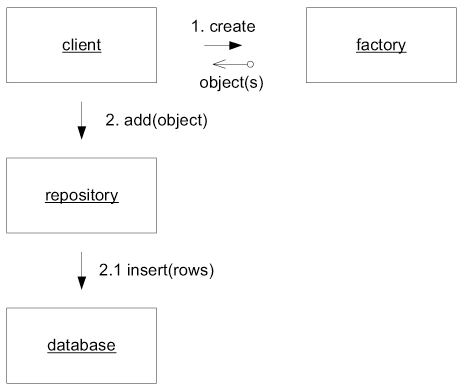 client
1. create
factory
object(s)
2. add(object)
repository
2.1 insert(rows)
database